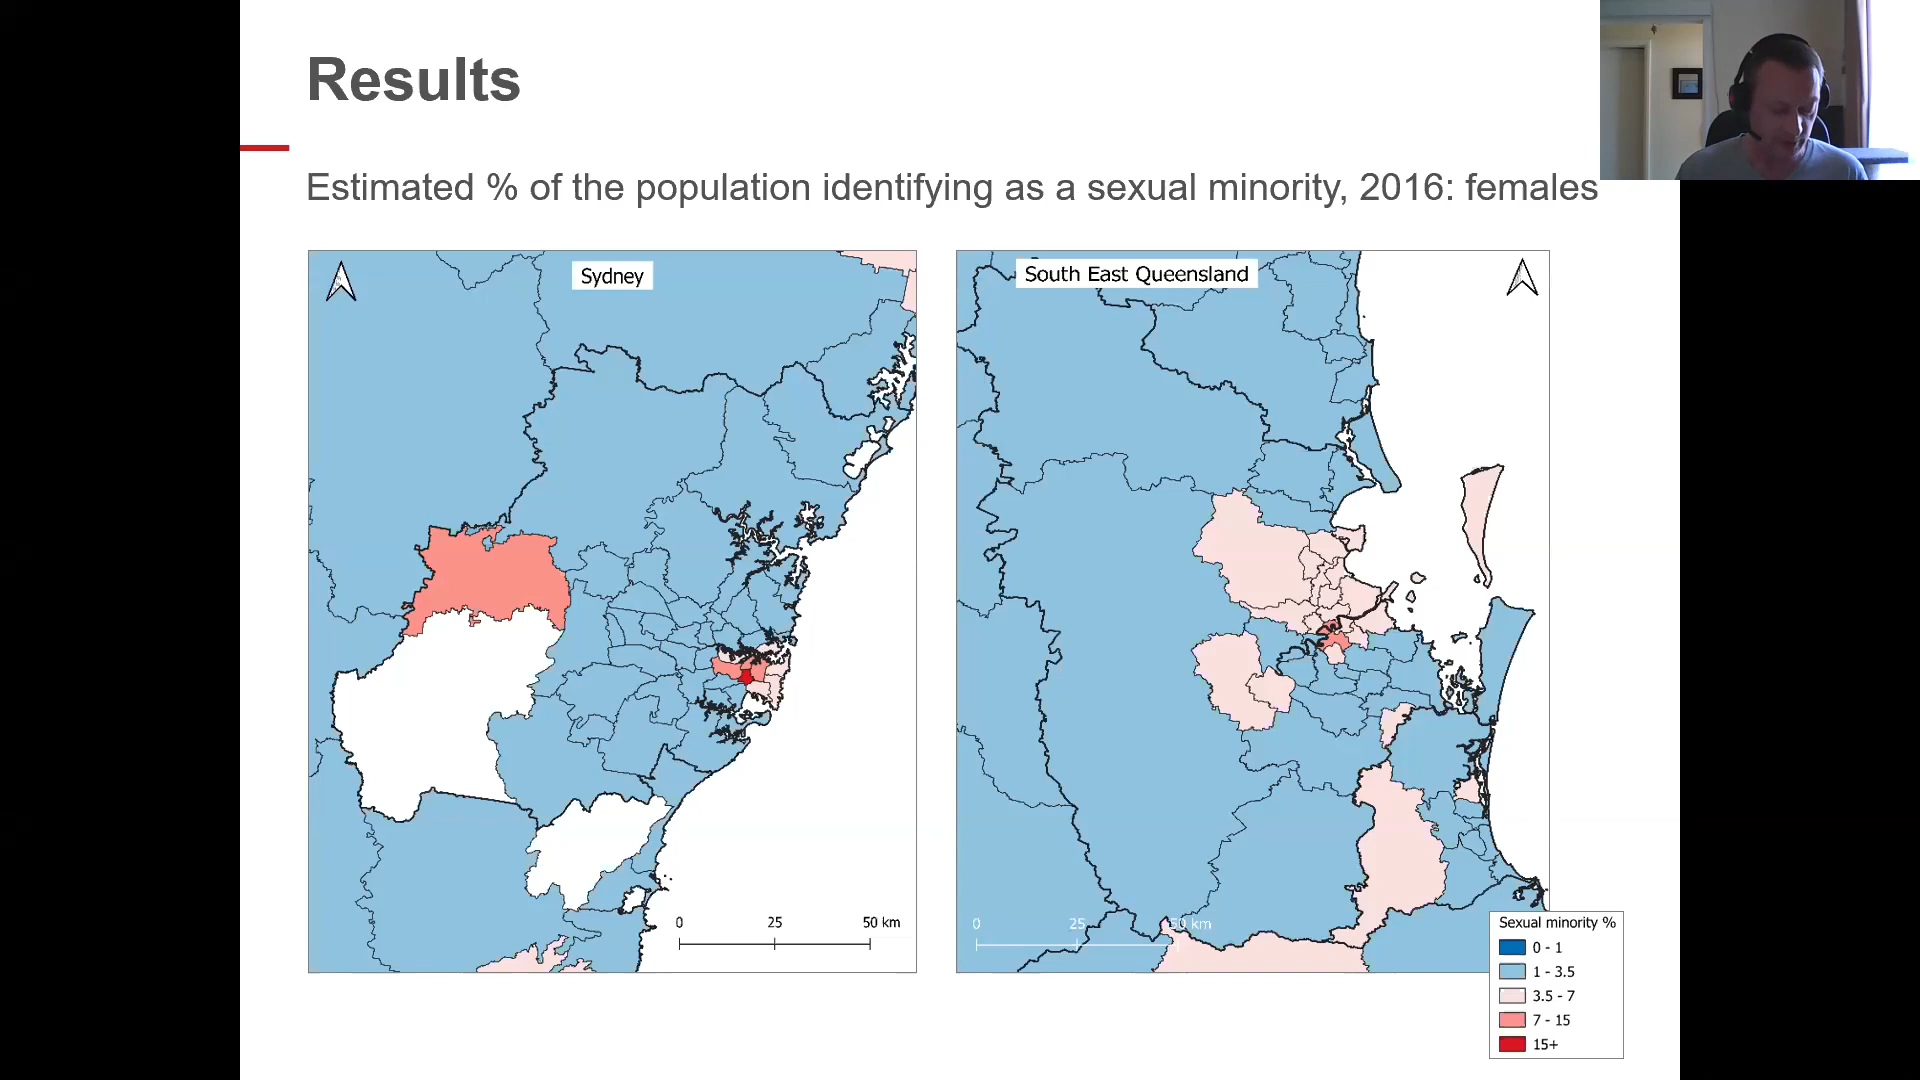 Results
Estimated % of the population identifying as a sexual minority, 2016: females
Sydney
South East Queensland
0 25 50 km
0 25 50 km
Sexual minority %
0 - 1
1 - 3.5
3.5 - 7
7 - 15
15+